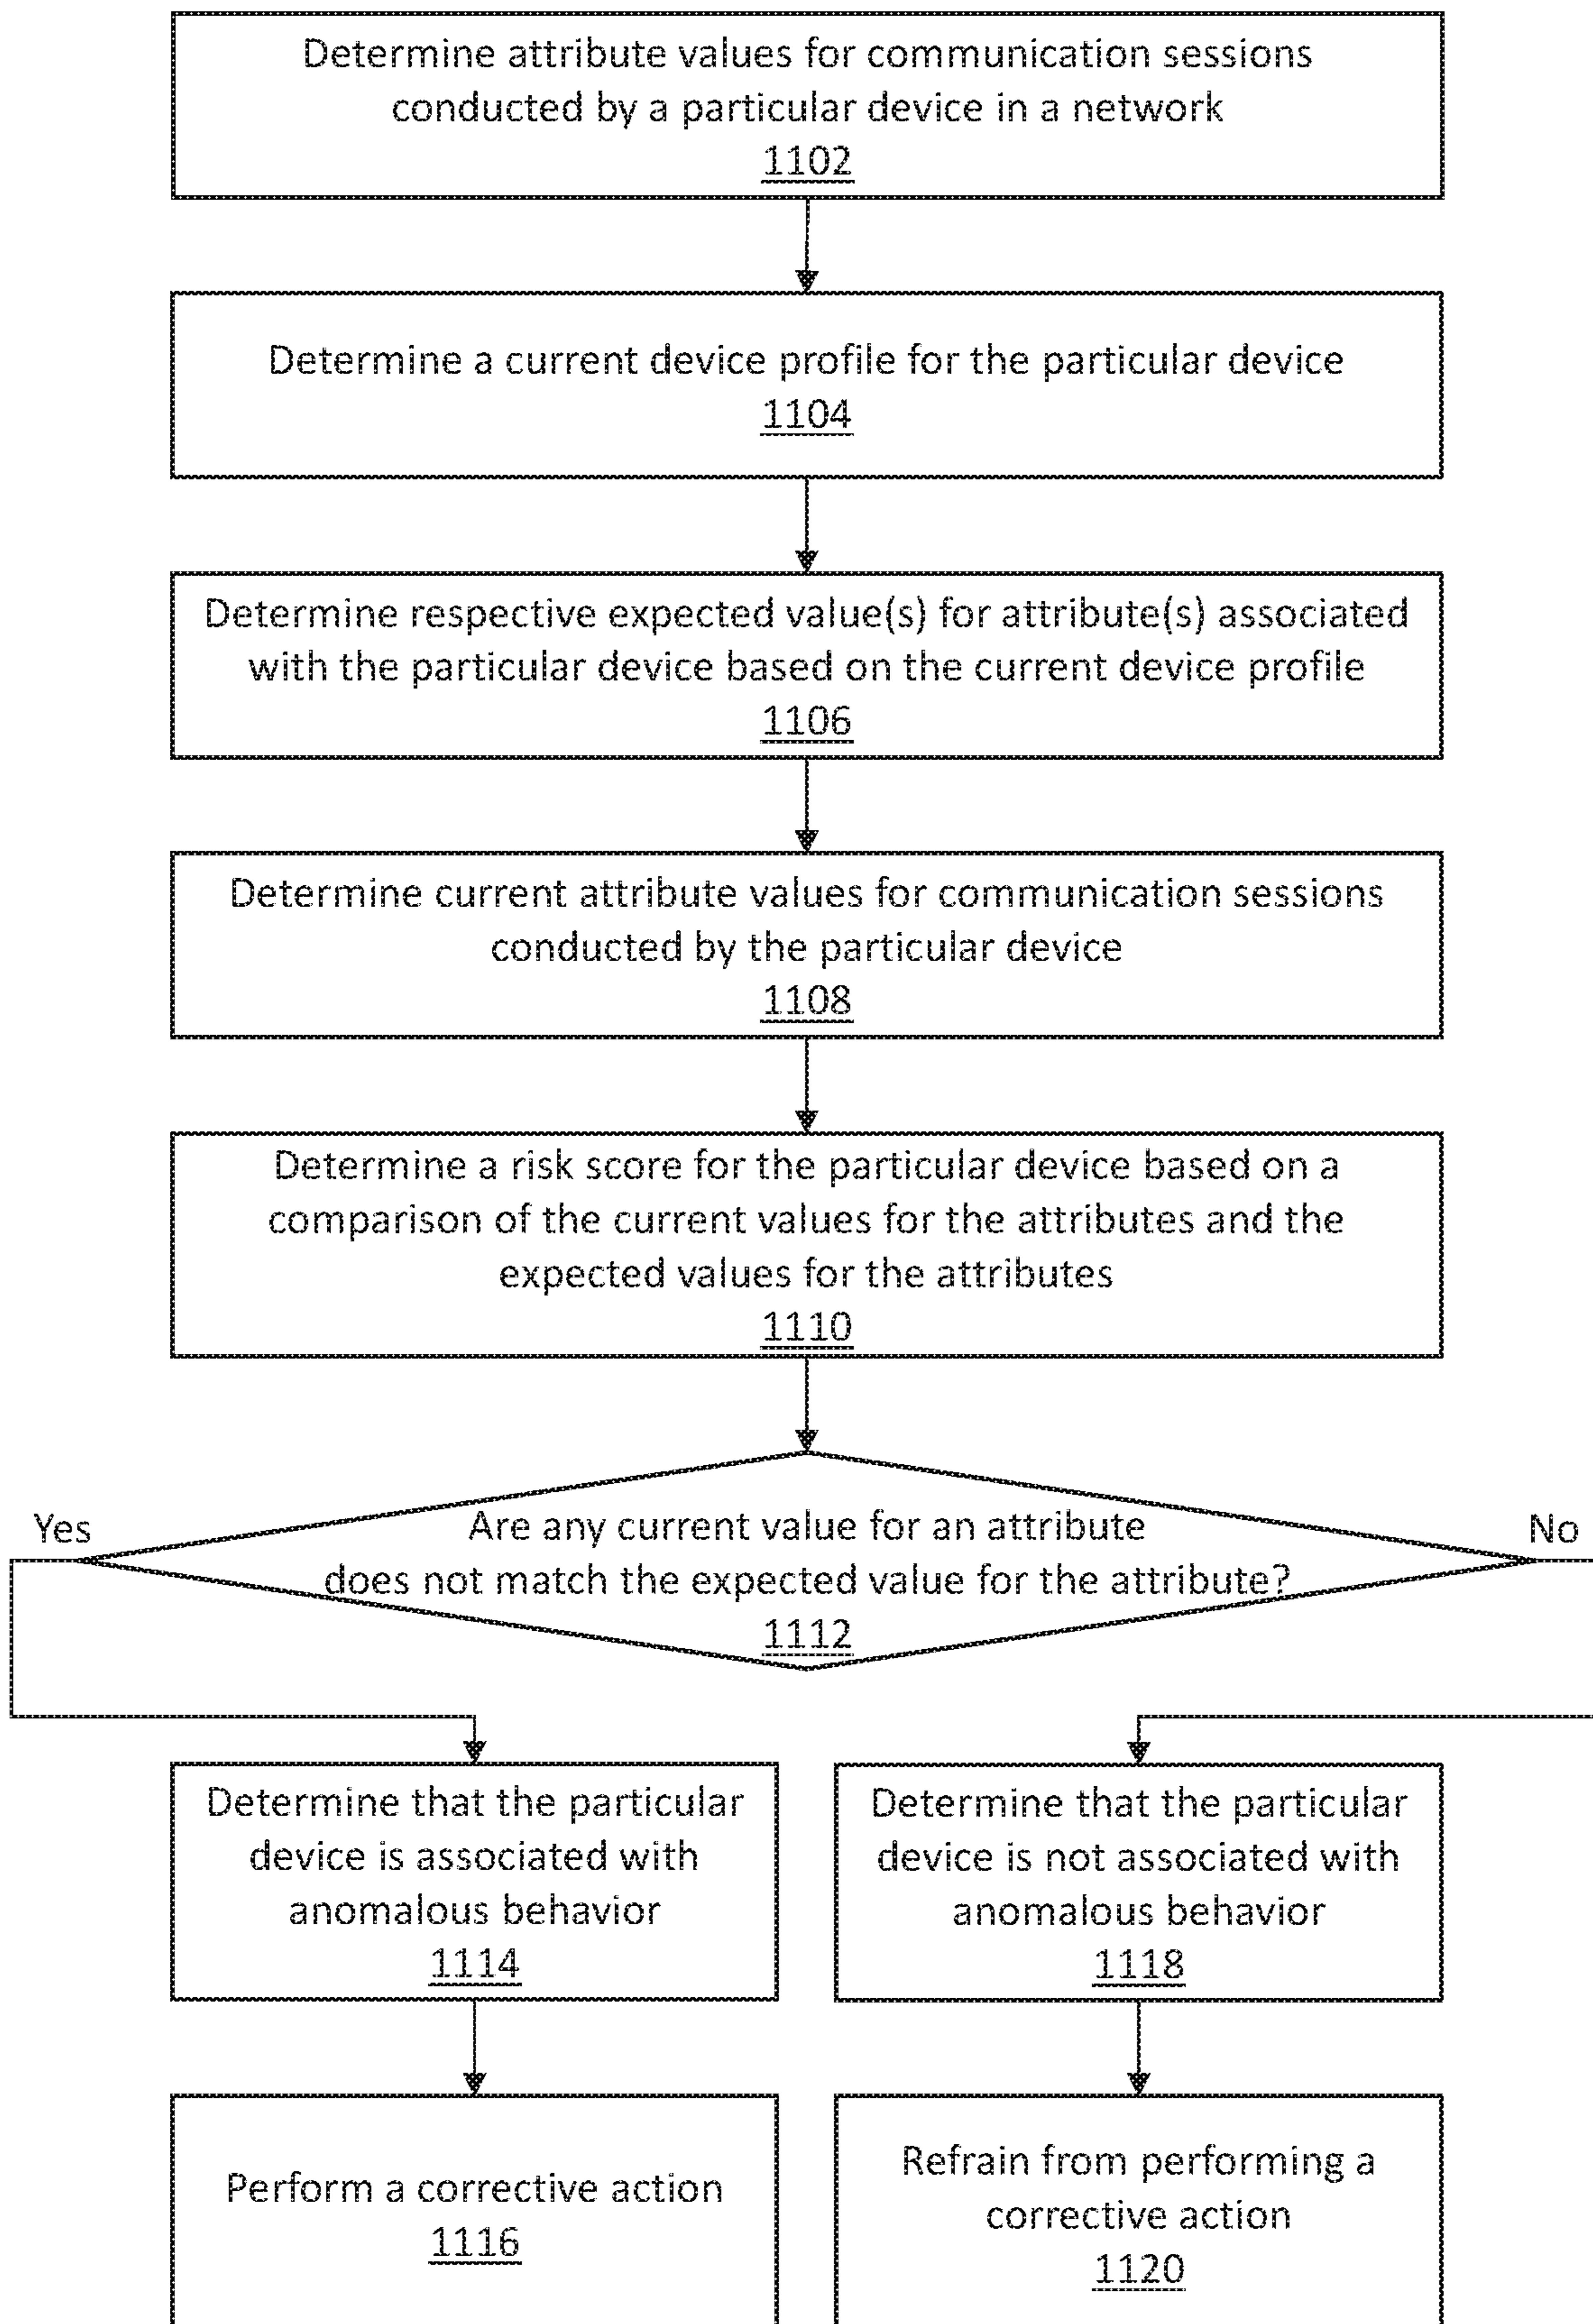 Determine attribute values for communication sessions
conducted by a particular device in a network
1102
Determine a current device profile for the particular device
1104
Determine respective expected value(s) for attribute(s) associated
with the particular device based on the current device profile
1106
Determine current attribute values for communication sessions
conducted by the particular device
1108
Determine a risk score for the particular device based on a
comparison of the current values for the attributes and the
expected values for the attributes
1110
Yes
Are any current value for an attribute
No
does not match the expected value for the attribute?
1112
Determine that the particular
device is associated with
anomalous behavior
1114
Determine that the particular
device is not associated with
anomalous behavior
1118
Perform a corrective action
1116
Refrain from performing a
corrective action
1120